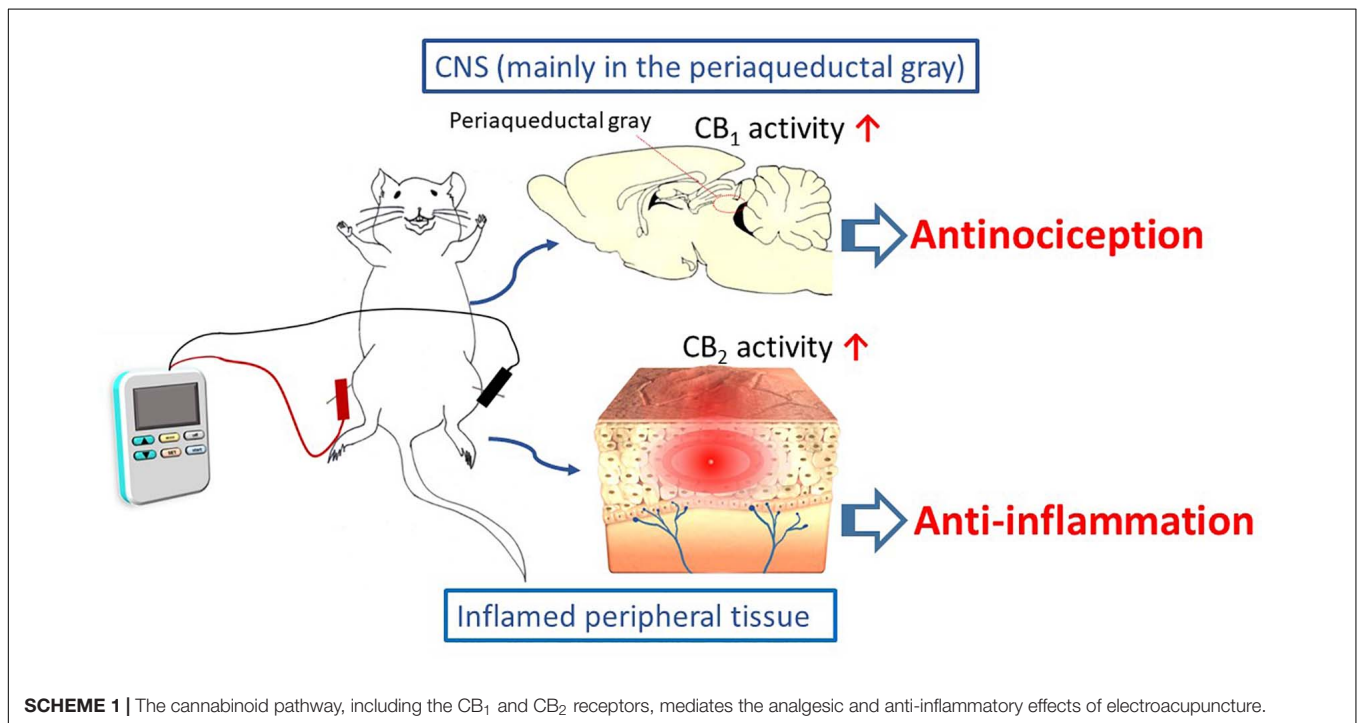 CNS (mainly in the periaqueductal gray)
Periaqueductal gray
CB₁ activity ↑
Antinociception
CB₂ activity ↑
Anti-inflammation
Inflamed peripheral tissue
SCHEME 1 | The cannabinoid pathway, including the CB₁ and CB₂ receptors, mediates the analgesic and anti-inflammatory effects of electroacupuncture.